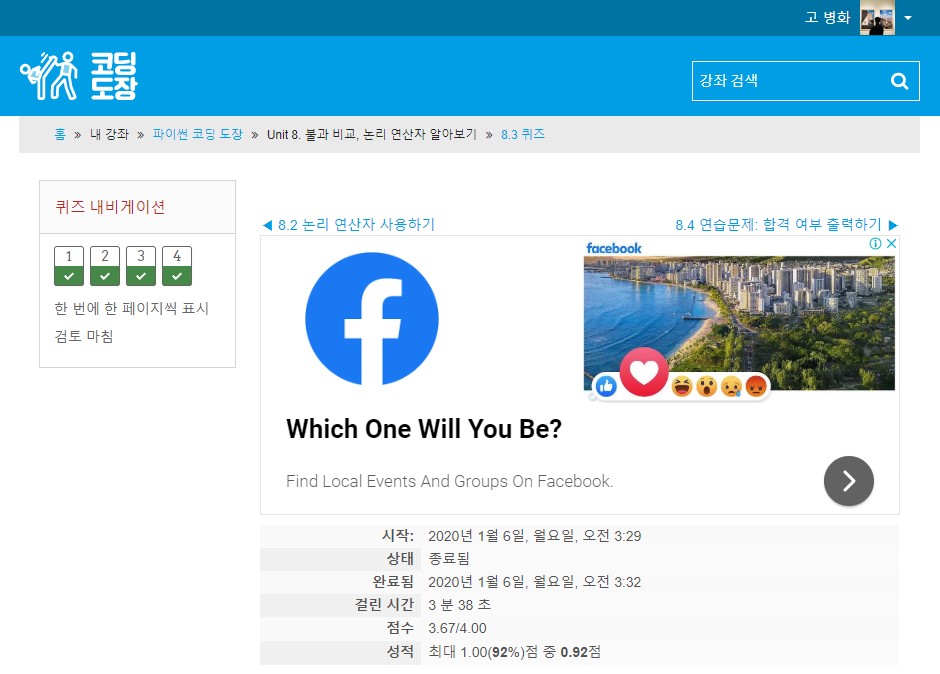 고 병화
코딩
도장
강좌 검색
홈 » 내 강좌 » 파이썬 코딩 도장 » Unit 8. 불과 비교, 논리 연산자 알아보기 » 8.3 퀴즈
퀴즈 내비게이션
1 2 3 4
한 번에 한 페이지씩 표시
검토 마침
◀ 8.2 논리 연산자 사용하기
8.4 연습문제: 합격 여부 출력하기 ▶
facebook
Which One Will You Be?
Find Local Events And Groups On Facebook.
시작: 2020년 1월 6일, 월요일, 오전 3:29
상태 종료됨
완료됨 2020년 1월 6일, 월요일, 오전 3:32
걸린 시간 3 분 38 초
점수 3.67/4.00
성적 최대 1.00(92%)점 중 0.92점